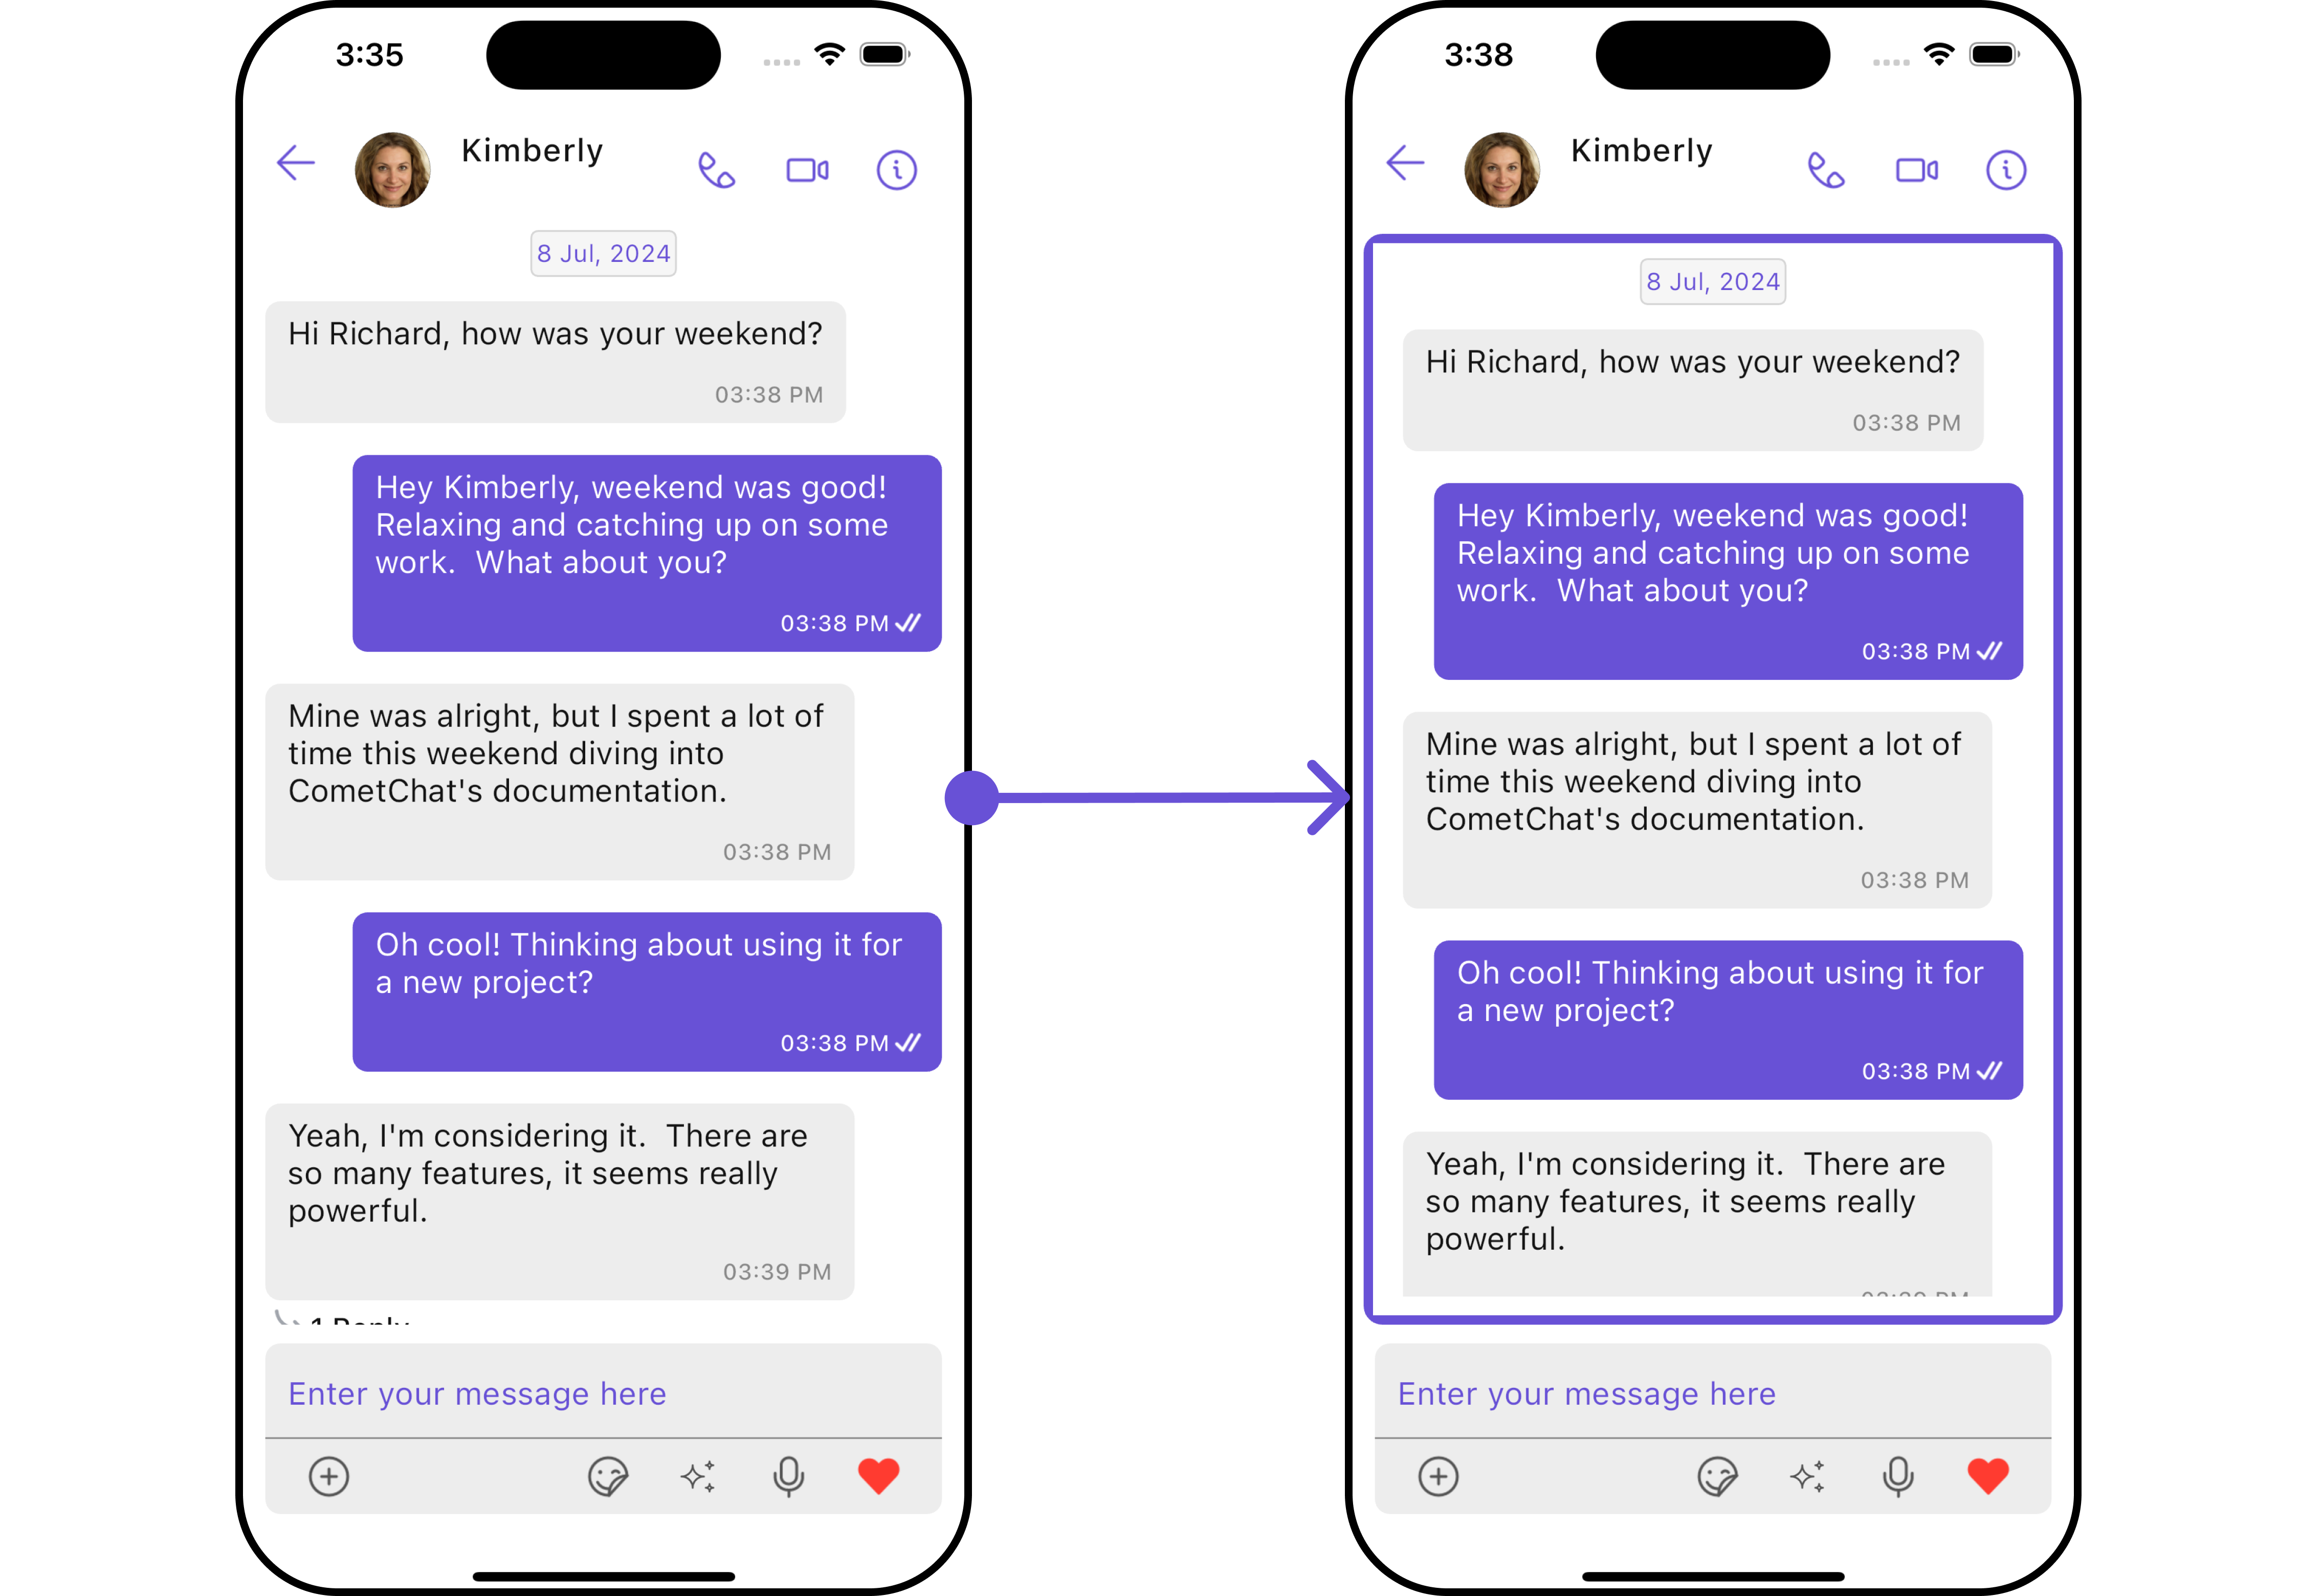 3:35
Kimberly
8 Jul, 2024
Hi Richard, how was your weekend?
03:38 PM
Hey Kimberly, weekend was good!
Relaxing and catching up on some
work.  What about you?
03:38 PM
Mine was alright, but I spent a lot of
time this weekend diving into
CometChat's documentation.
03:38 PM
Oh cool! Thinking about using it for
a new project?
03:38 PM
Yeah, I'm considering it.  There are
so many features, it seems really
powerful.
03:39 PM
1 Reply
Enter your message here
3:38
Kimberly
8 Jul, 2024
Hi Richard, how was your weekend?
03:38 PM
Hey Kimberly, weekend was good!
Relaxing and catching up on some
work.  What about you?
03:38 PM
Mine was alright, but I spent a lot of
time this weekend diving into
CometChat's documentation.
03:38 PM
Oh cool! Thinking about using it for
a new project?
03:38 PM
Yeah, I'm considering it.  There are
so many features, it seems really
powerful.
03:39 PM
Enter your message here